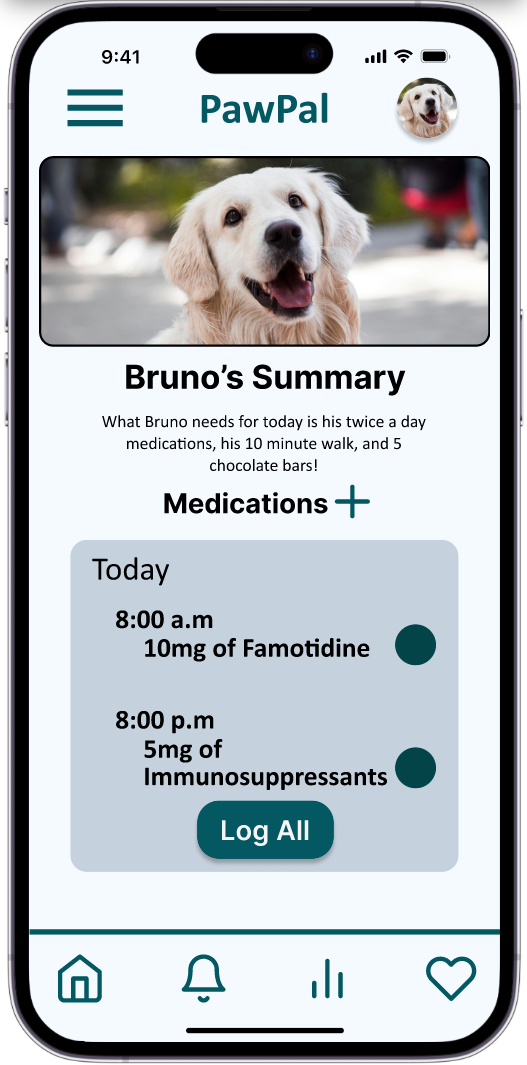 9:41
PawPal
Bruno’s Summary
What Bruno needs for today is his twice a day
medications, his 10 minute walk, and 5
chocolate bars!
Medications
Today
8:00 a.m
10mg of Famotidine
8:00 p.m
5mg of
Immunosuppressants
Log All